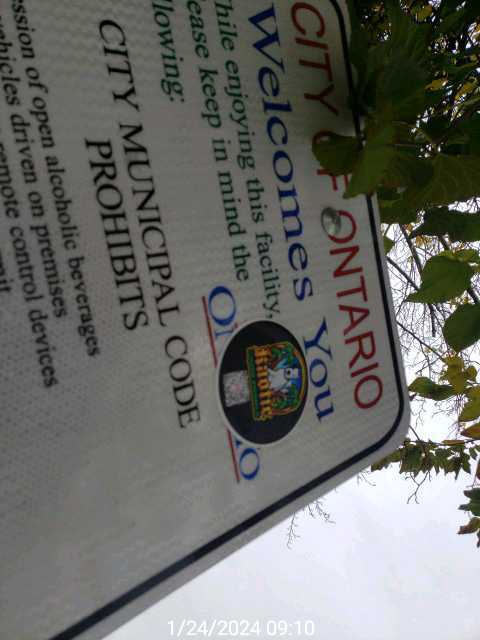 CITY OF ONTARIO
Welcomes You
While enjoying this facility,
please keep in mind the
following:
CITY MUNICIPAL CODE
PROHIBITS
ession of open alcoholic beverages
vehicles driven on premises
remote control devices
1/24/2024 09:10